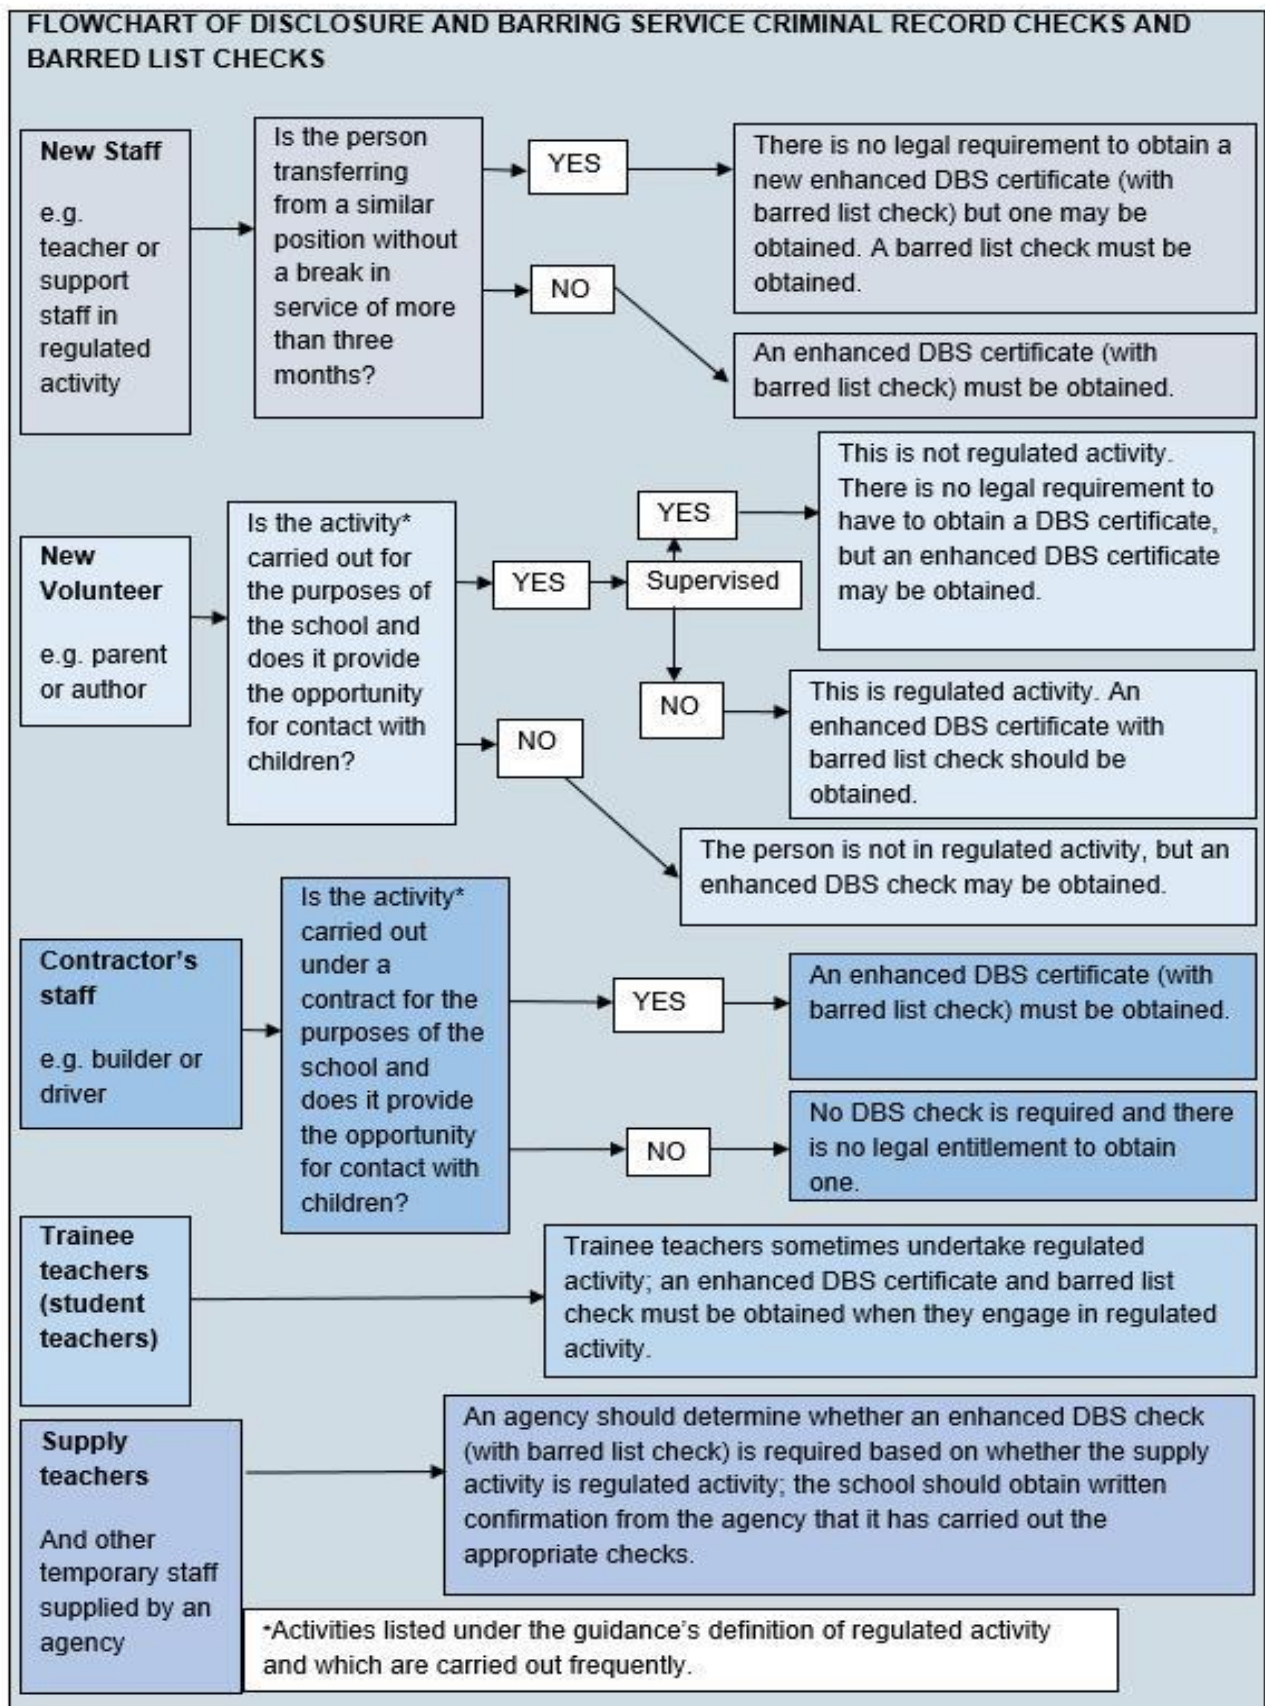 FLOWCHART OF DISCLOSURE AND BARRING SERVICE CRIMINAL RECORD CHECKS AND
BARRED LIST CHECKS
New Staff
e.g.
teacher or
support
staff in
regulated
activity
Is the person
transferring
from a similar
position without
a break in
service of more
than three
months?
YES
There is no legal requirement to obtain a
new enhanced DBS certificate (with
barred list check) but one may be
obtained. A barred list check must be
obtained.
NO
An enhanced DBS certificate (with
barred list check) must be obtained.
New
Volunteer
e.g. parent
or author
Is the activity*
carried out for
the purposes of
the school and
does it provide
the opportunity
for contact with
children?
YES
Supervised
YES
This is not regulated activity.
There is no legal requirement to
have to obtain a DBS certificate,
but an enhanced DBS certificate
may be obtained.
NO
This is regulated activity. An
enhanced DBS certificate with
barred list check should be
obtained.
NO
The person is not in regulated activity, but an
enhanced DBS check may be obtained.
Contractor's
staff
e.g. builder or
driver
Is the activity*
carried out
under a
contract for the
purposes of the
school and
does it provide
the opportunity
for contact with
children?
YES
An enhanced DBS certificate (with
barred list check) must be obtained.
NO
No DBS check is required and there
is no legal entitlement to obtain
one.
Trainee
teachers
(student
teachers)
Trainee teachers sometimes undertake regulated
activity; an enhanced DBS certificate and barred list
check must be obtained when they engage in regulated
activity.
Supply
teachers
And other
temporary staff
supplied by an
agency
An agency should determine whether an enhanced DBS check
(with barred list check) is required based on whether the supply
activity is regulated activity; the school should obtain written
confirmation from the agency that it has carried out the
appropriate checks.
*Activities listed under the guidance's definition of regulated activity
and which are carried out frequently.